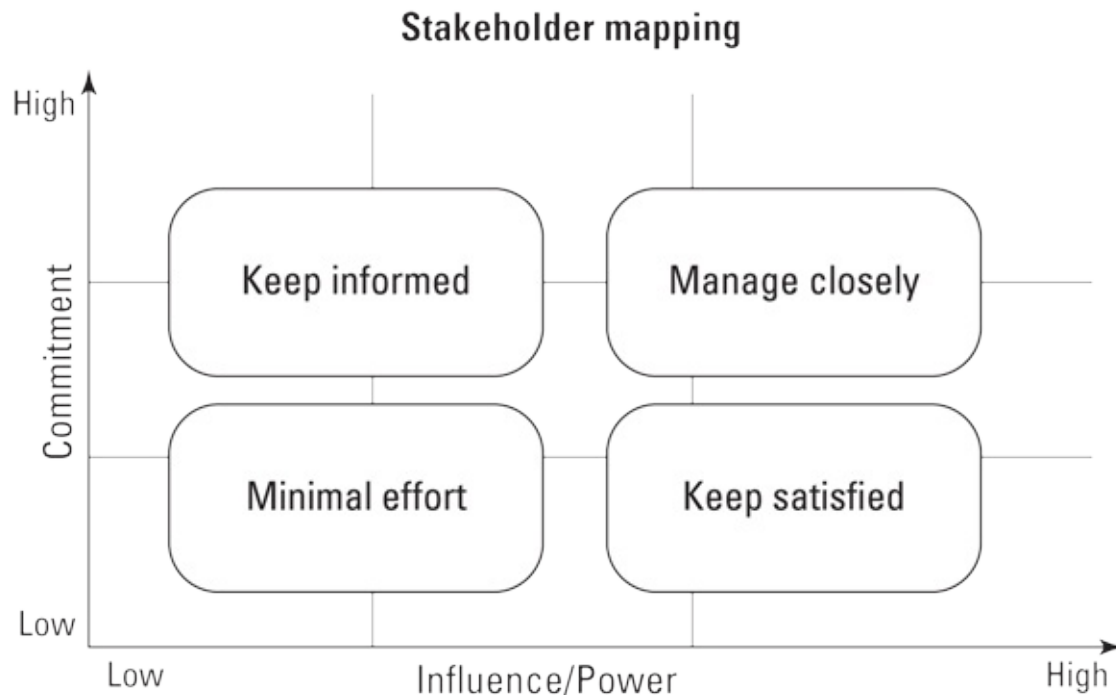 Stakeholder mapping
High
Keep informed
Manage closely
Commitment
Minimal effort
Keep satisfied
Low
Low
Influence/Power
High